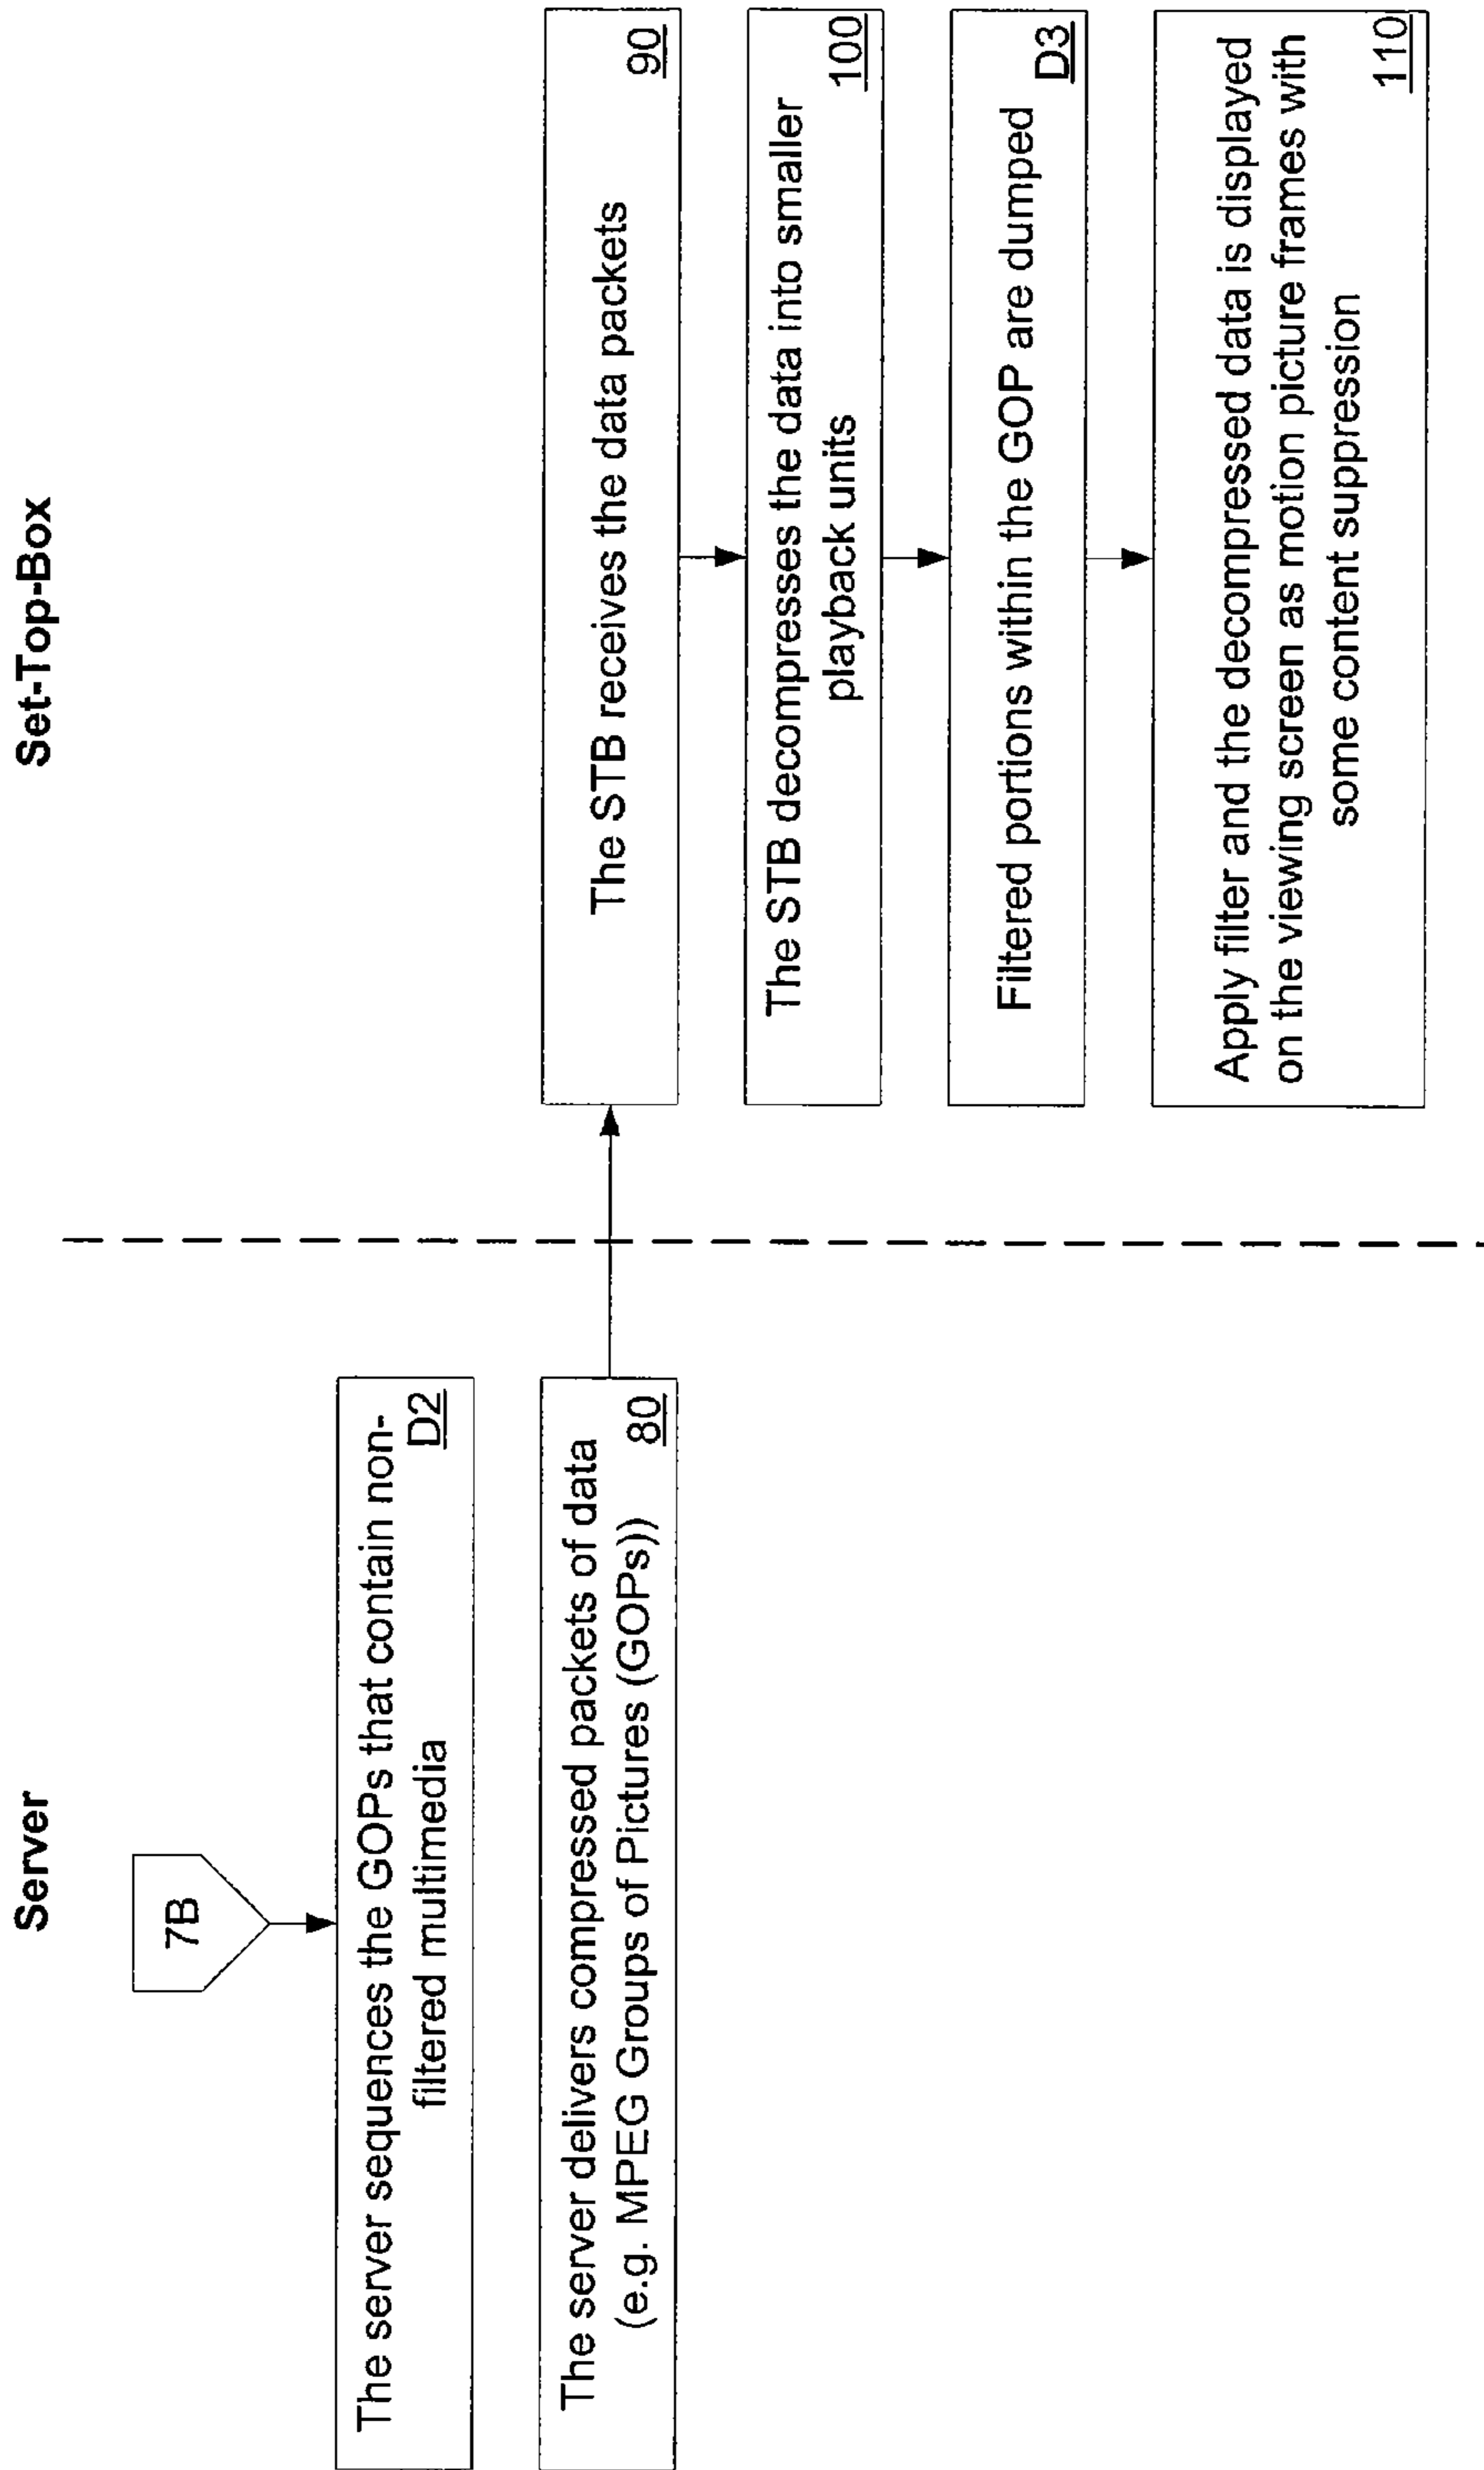 Server
Set-Top-Box
7B
The server sequences the GOPs that contain non-
filtered multimedia
D2
The server delivers compressed packets of data
(e.g. MPEG Groups of Pictures (GOPs))
80
The STB receives the data packets
90
The STB decompresses the data into smaller
playback units
100
Filtered portions within the GOP are dumped
D3
Apply filter and the decompressed data is displayed
on the viewing screen as motion picture frames with
some content suppression
110